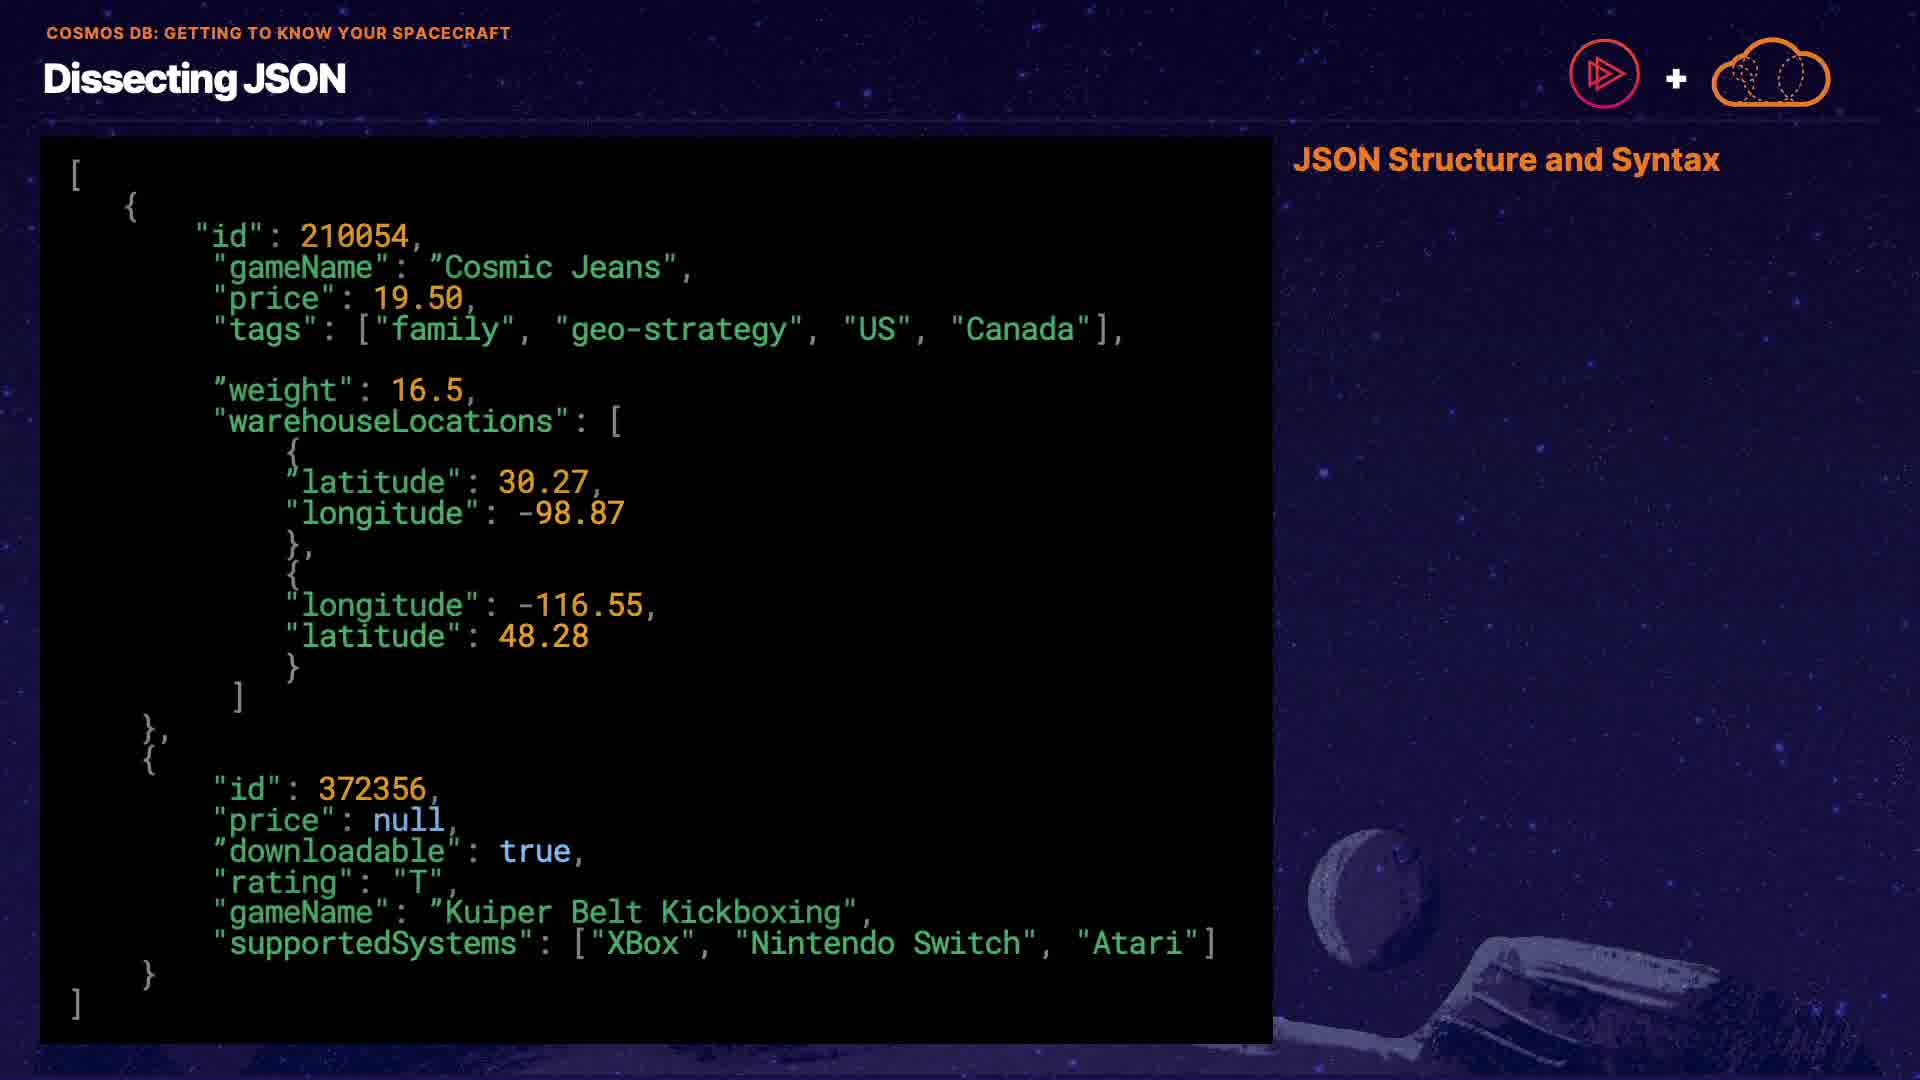 COSMOS DB: GETTING TO KNOW YOUR SPACECRAFT
Dissecting JSON
+
JSON Structure and Syntax
[
{
"id": 210054,
"gameName": ”Cosmic Jeans",
"price": 19.50,
"tags": ["family", "geo-strategy", "US", "Canada"],
”weight": 16.5,
"warehouseLocations": [
{
”latitude": 30.27,
"longitude": -98.87
},
{
"longitude": -116.55,
"latitude": 48.28
}
]
},
{
"id": 372356,
"price": null,
”downloadable": true,
"rating": "T",
"gameName": ”Kuiper Belt Kickboxing",
"supportedSystems": ["XBox", "Nintendo Switch", "Atari"]
}
]